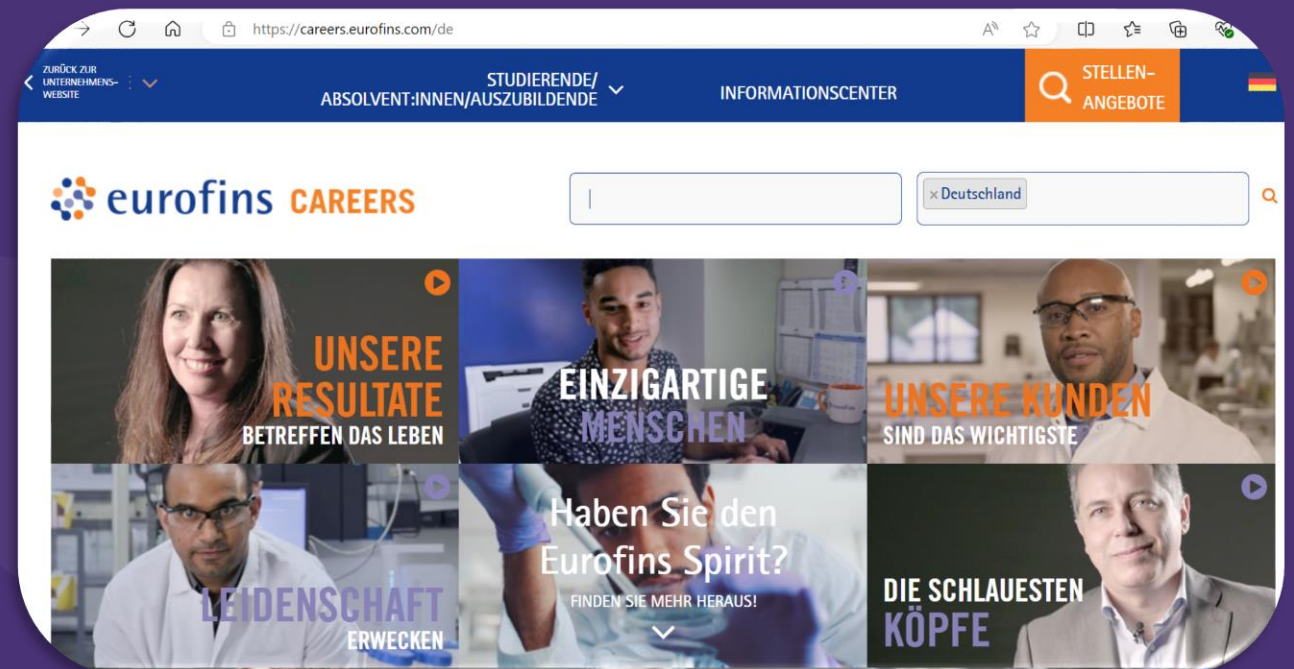 https://careers.eurofins.com/de
ZURÜCK ZUR
UNTERNEHMENS-
WEBSITE
STUDIERENDE/
ABSOLVENT:INNEN/AUSZUBILDENDE
INFORMATIONSCENTER
STELLEN-
ANGEBOTE
eurofins CAREERS
×Deutschland
UNSERE
RESULTATE
BETREFFEN DAS LEBEN
EINZIGARTIGE
MENSCHEN
UNSERE KUNDEN
SIND DAS WICHTIGSTE
LEIDENSCHAFT
ERWECKEN
Haben Sie den
Eurofins Spirit?
FINDEN SIE MEHR HERAUS!
DIE SCHLAUESTEN
KÖPFE